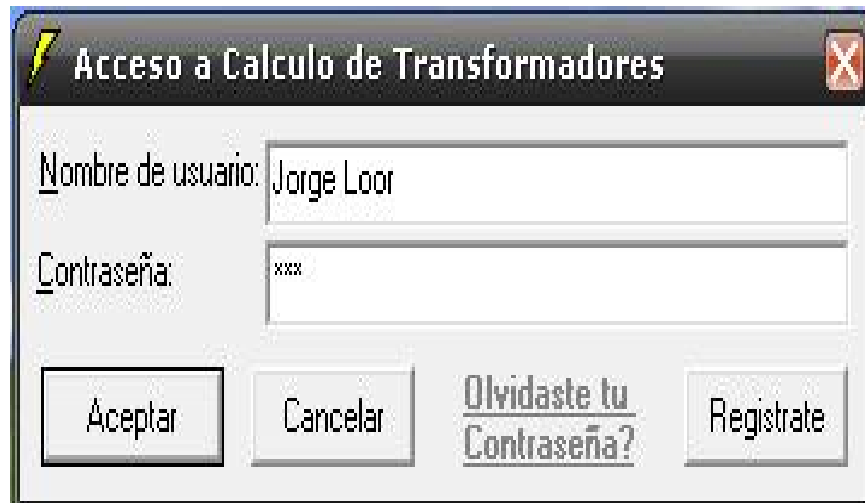 Acceso a Calculo de Transformadores
Nombre de usuario: Jorge Loor
Contraseña: xxx
Aceptar
Cancelar
Olvidaste tu
Contraseña?
Registrate